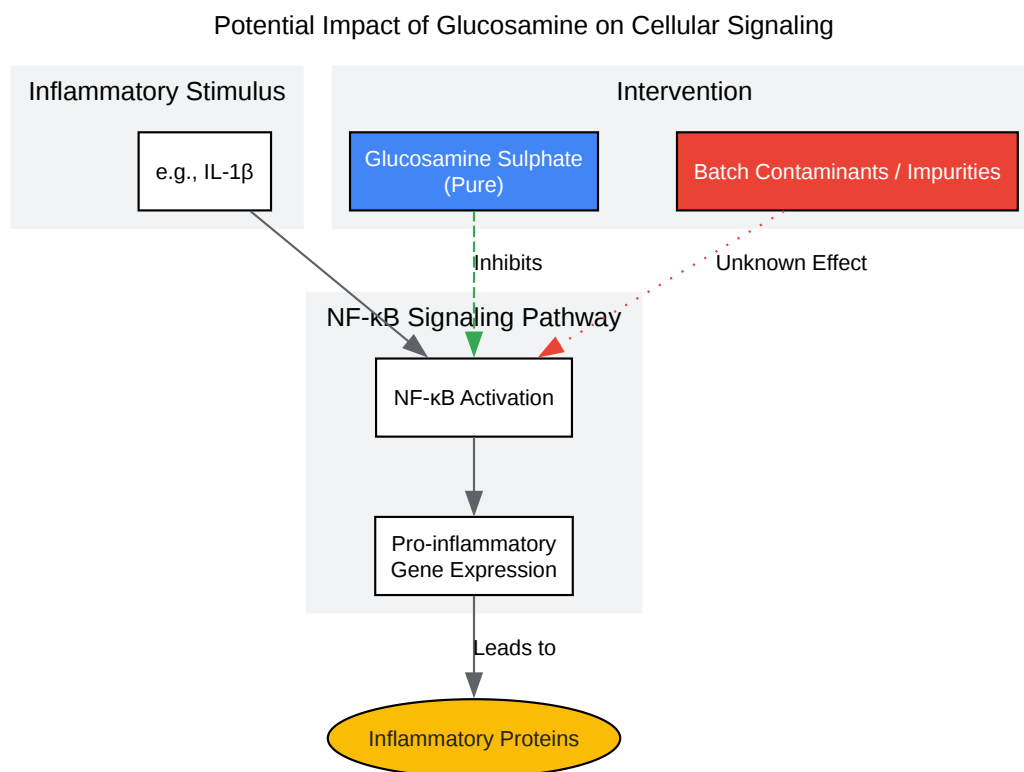 Potential Impact of Glucosamine on Cellular Signaling
Inflammatory Stimulus
Intervention
e.g., IL-1β
Glucosamine Sulphate
(Pure)
Batch Contaminants / Impurities
Inhibits
Unknown Effect
NF-κB Signaling Pathway
NF-κB Activation
Pro-inflammatory
Gene Expression
Leads to
Inflammatory Proteins